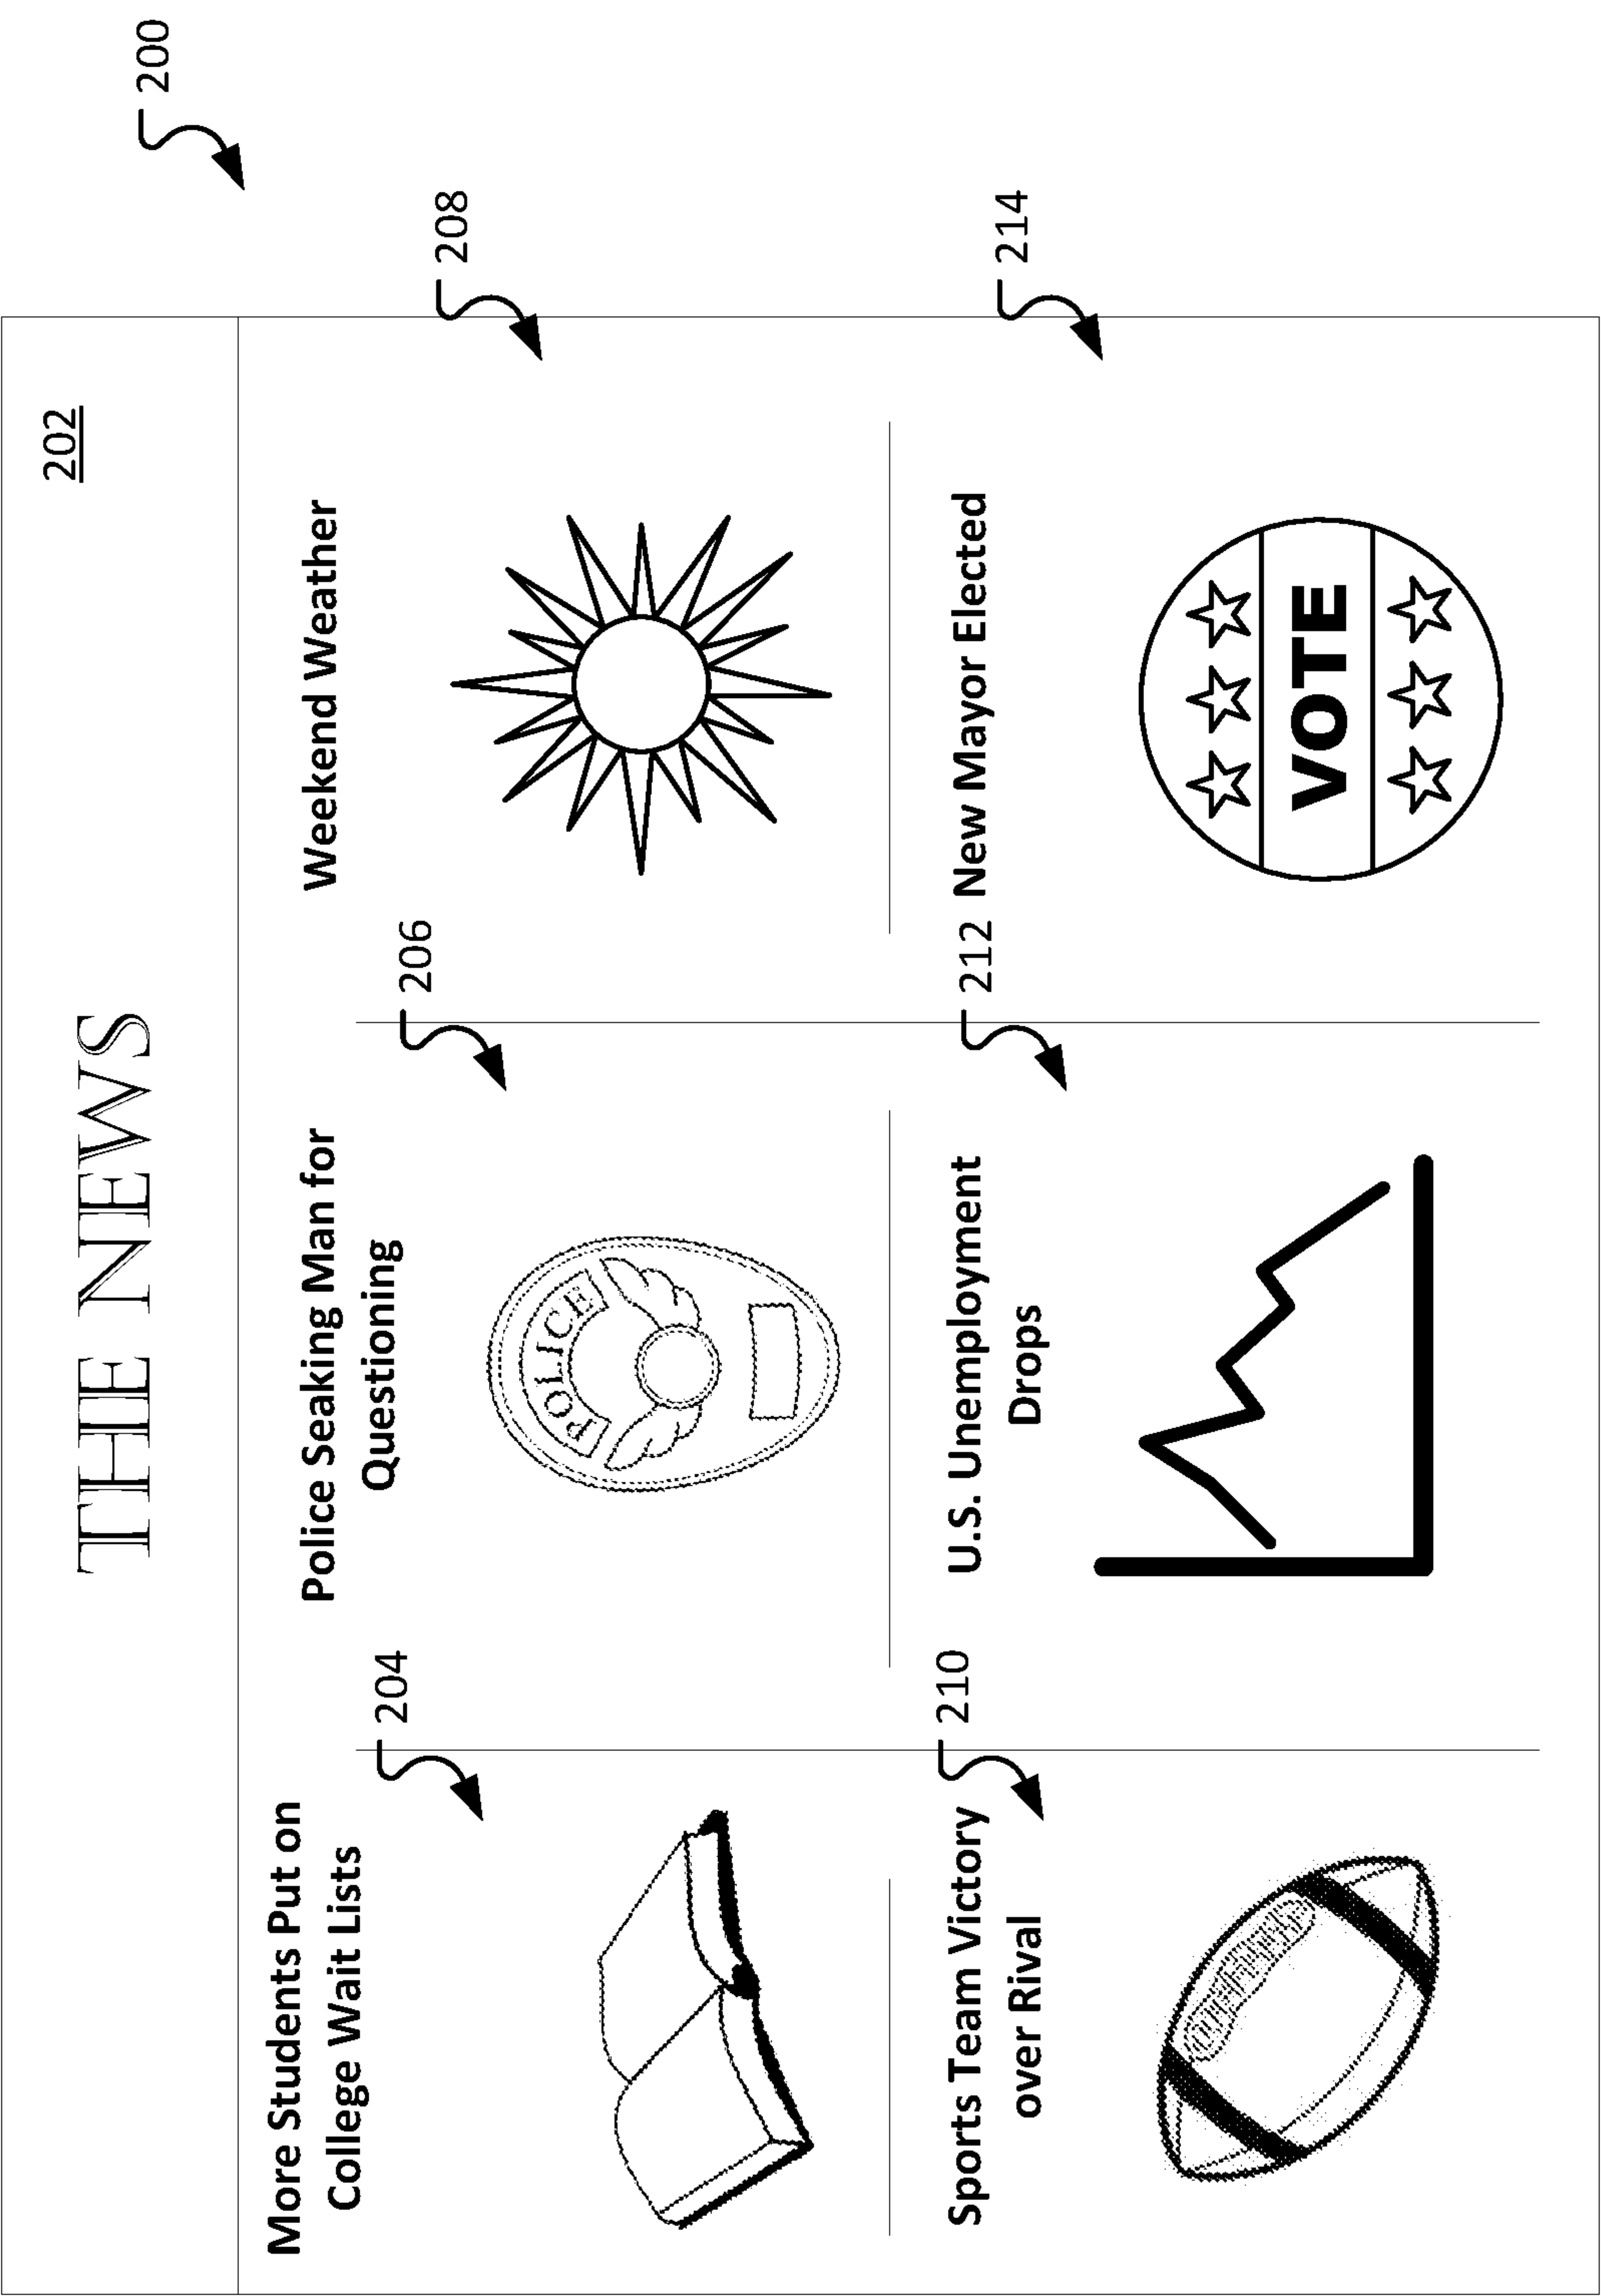 200
202
THE NEWS
More Students Put on
College Wait Lists
204
Police Seaking Man for
Questioning
POLICE
206
Weekend Weather
208
Sports Team Victory
over Rival
210
U.S. Unemployment
Drops
212
New Mayor Elected
VOTE
214